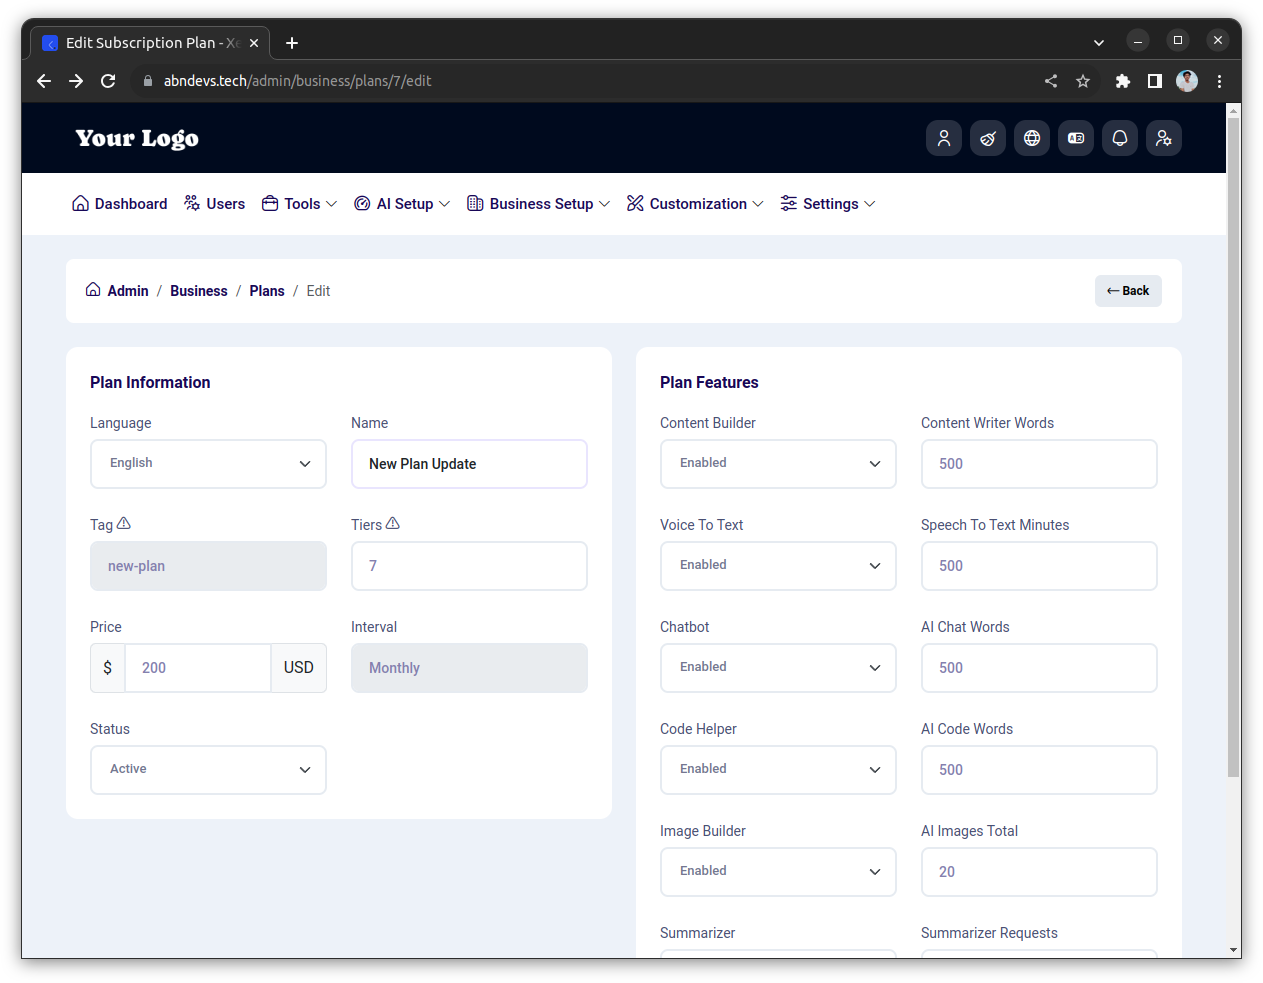 Edit Subscription Plan - Xe
abndevs.tech/admin/business/plans/7/edit
Your Logo
Dashboard Users Tools AI Setup Business Setup Customization Settings
Admin / Business / Plans / Edit
Back
Plan Information
Language Name
English New Plan Update
Tag Tiers
new-plan 7
Price Interval
$ 200 USD Monthly
Status
Active
Plan Features
Content Builder Content Writer Words
Enabled 500
Voice To Text Speech To Text Minutes
Enabled 500
Chatbot AI Chat Words
Enabled 500
Code Helper AI Code Words
Enabled 500
Image Builder AI Images Total
Enabled 20
Summarizer Summarizer Requests